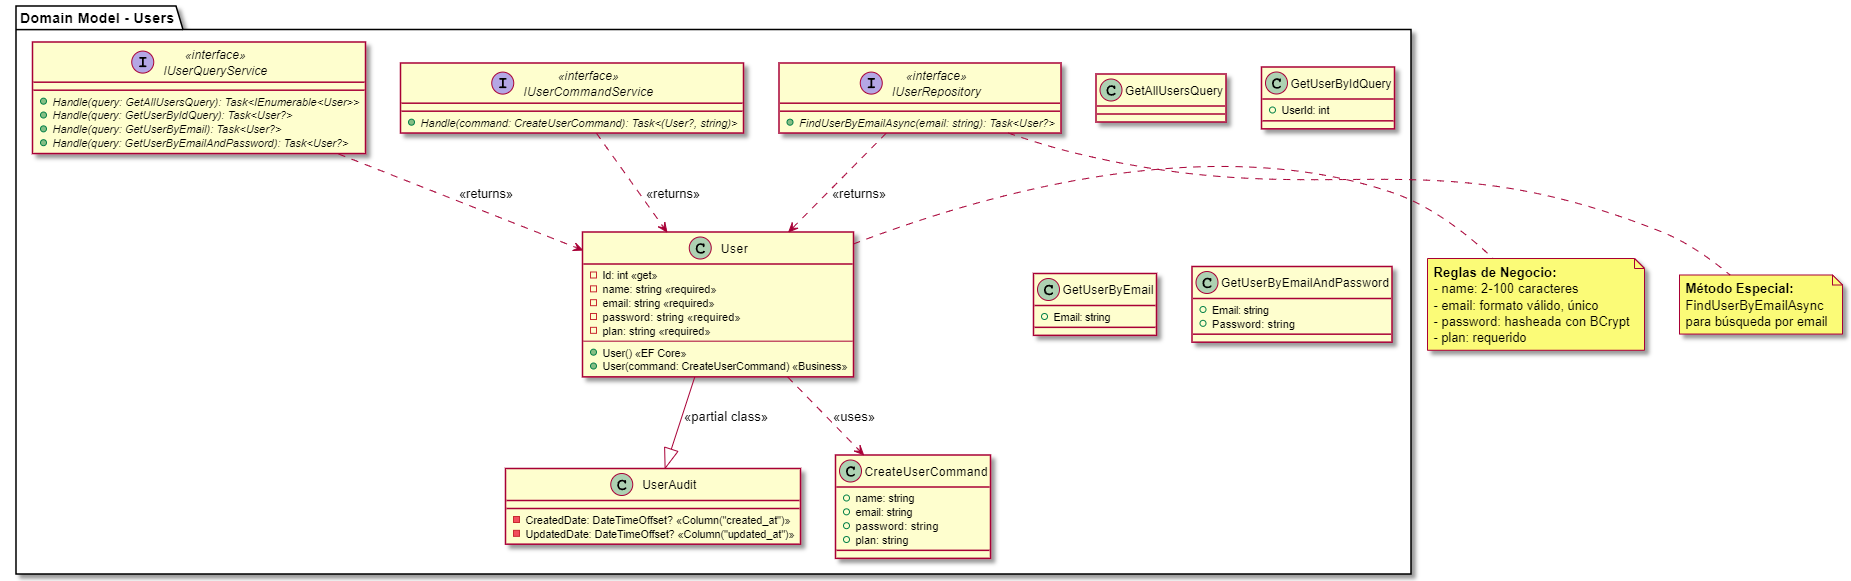 Domain Model - Users
«interface»
IUserQueryService
Handle(query: GetAllUsersQuery): Task<IEnumerable<User>>
Handle(query: GetUserByIdQuery): Task<User?>
Handle(query: GetUserByEmail): Task<User?>
Handle(query: GetUserByEmailAndPassword): Task<User?>
«interface»
IUserCommandService
Handle(command: CreateUserCommand): Task<(User?, string)>
«interface»
IUserRepository
FindUserByEmailAsync(email: string): Task<User?>
GetAllUsersQuery
GetUserByIdQuery
UserId: int
«returns»
«returns»
«returns»
User
Id: int «get»
name: string «required»
email: string «required»
password: string «required»
plan: string «required»
User() «EF Core»
User(command: CreateUserCommand) «Business»
GetUserByEmail
Email: string
GetUserByEmailAndPassword
Email: string
Password: string
Reglas de Negocio:
- name: 2-100 caracteres
- email: formato válido, único
- password: hasheada con BCrypt
- plan: requerido
Método Especial:
FindUserByEmailAsync
para búsqueda por email
«partial class»
«uses»
UserAudit
CreatedDate: DateTimeOffset? «Column("created_at")»
UpdatedDate: DateTimeOffset? «Column("updated_at")»
CreateUserCommand
name: string
email: string
password: string
plan: string